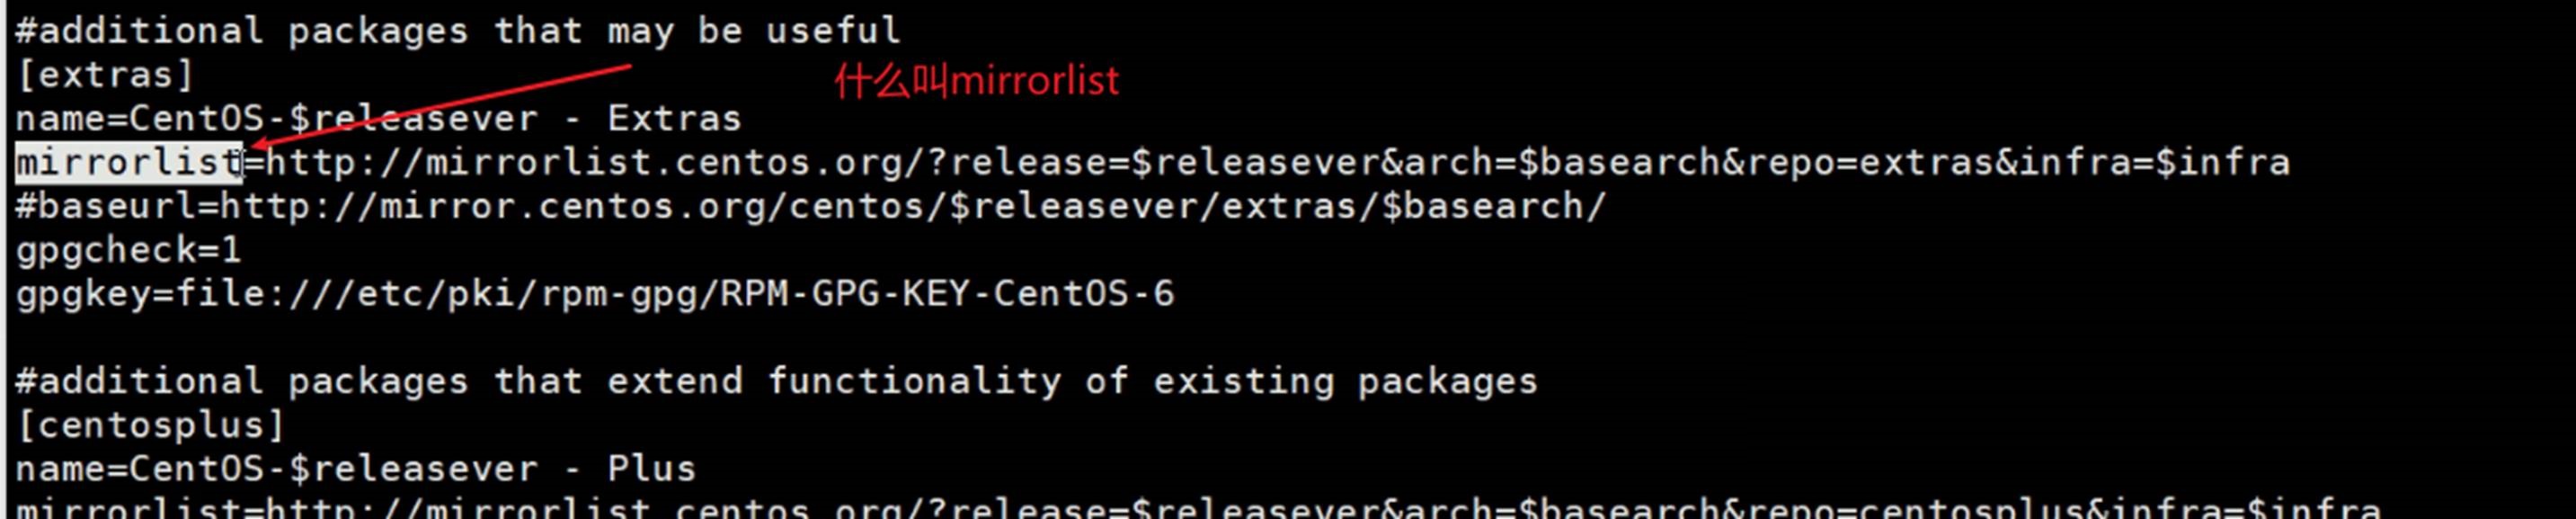 #additional packages that may be useful
[extras]
什么叫mirrorlist
name=CentOS-$releasever - Extras
mirrorlist=http://mirrorlist.centos.org/?release=$releasever&arch=$basearch&repo=extras&infra=$infra
#baseurl=http://mirror.centos.org/centos/$releasever/extras/$basearch/
gpgcheck=1
gpgkey=file:///etc/pki/rpm-gpg/RPM-GPG-KEY-CentOS-6
#additional packages that extend functionality of existing packages
[centosplus]
name=CentOS-$releasever - Plus
mirrorlist=http://mirrorlist.centos.org/?release=$releasever&arch=$basearch&repo=centosplus&infra=$infra